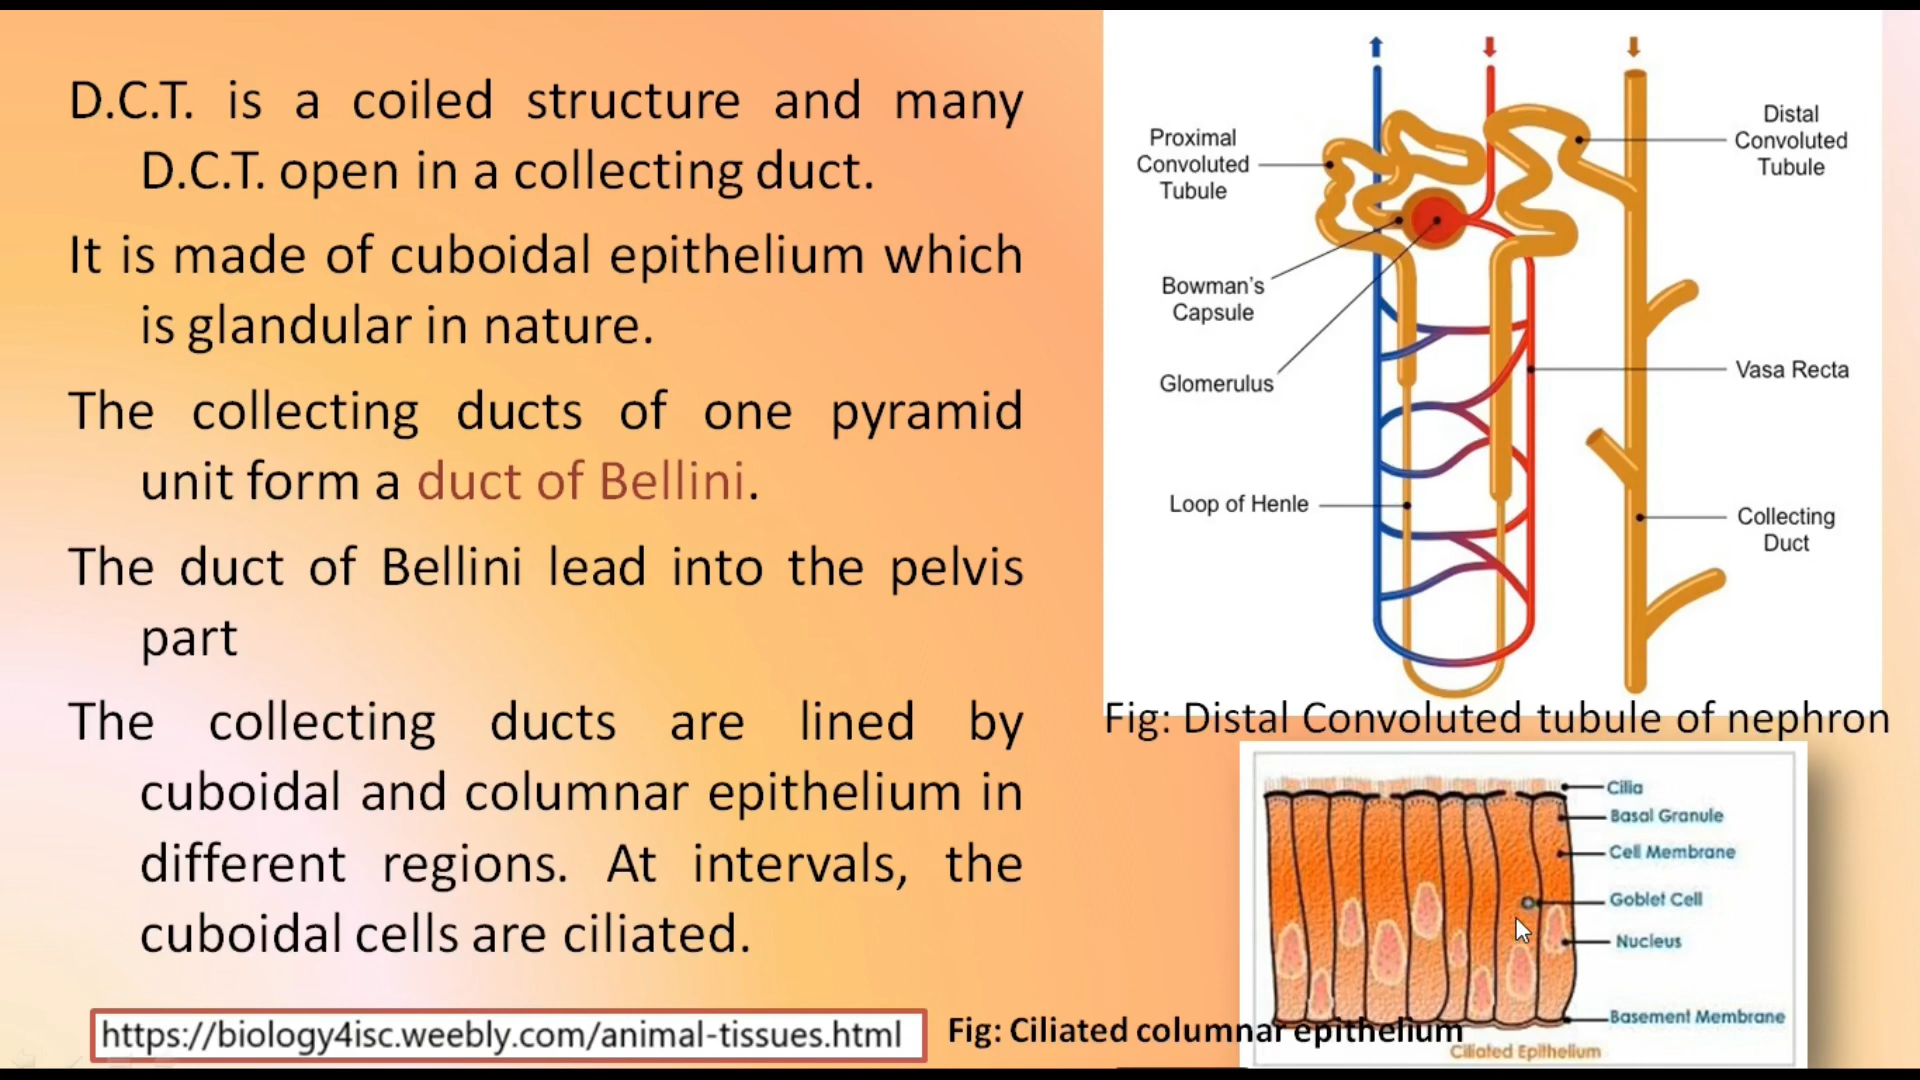 D.C.T. is a coiled structure and many
D.C.T. open in a collecting duct.
It is made of cuboidal epithelium which
is glandular in nature.
The collecting ducts of one pyramid
unit form a duct of Bellini.
The duct of Bellini lead into the pelvis
part
The collecting ducts are lined by
cuboidal and columnar epithelium in
different regions. At intervals, the
cuboidal cells are ciliated.
https://biology4isc.weebly.com/animal-tissues.html
Proximal
Convoluted
Tubule
Distal
Convoluted
Tubule
Bowman's
Capsule
Glomerulus
Vasa Recta
Loop of Henle
Collecting
Duct
Fig: Distal Convoluted tubule of nephron
Cilia
Basal Granule
Cell Membrane
Goblet Cell
Nucleus
Basement Membrane
Ciliated Epithelium
Fig: Ciliated columnar epithelium